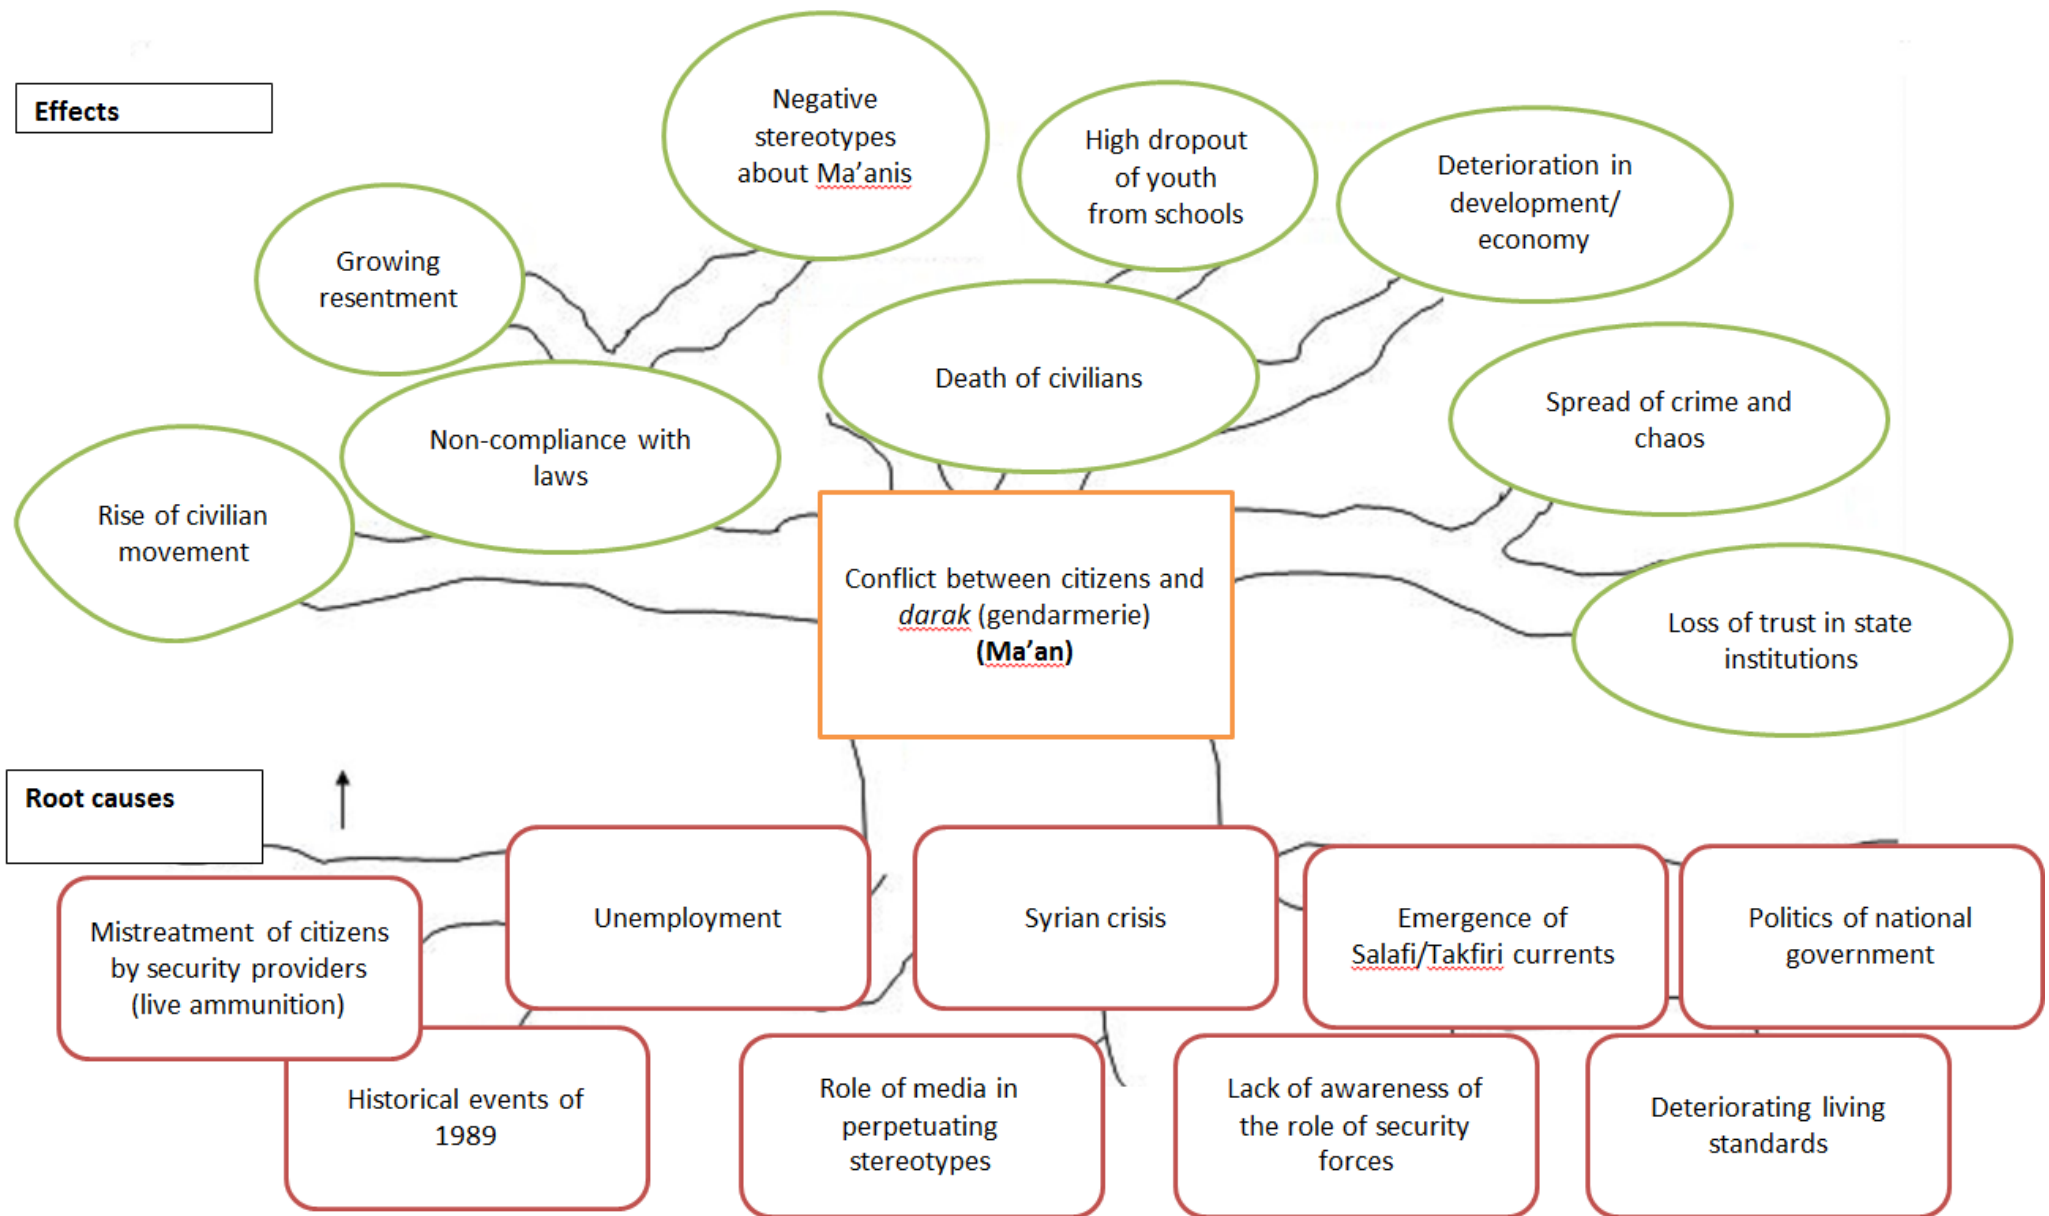 Effects
Negative
stereotypes
about Ma’anis
High dropout
of youth
from schools
Deterioration in
development/
economy
Growing
resentment
Death of civilians
Spread of crime and
chaos
Non-compliance with
laws
Rise of civilian
movement
Conflict between citizens and
darak (gendarmerie)
(Ma’an)
Loss of trust in state
institutions
Root causes
Mistreatment of citizens
by security providers
(live ammunition)
Unemployment
Syrian crisis
Emergence of
Salafi/Takfiri currents
Politics of national
government
Historical events of
1989
Role of media in
perpetuating
stereotypes
Lack of awareness of
the role of security
forces
Deteriorating living
standards